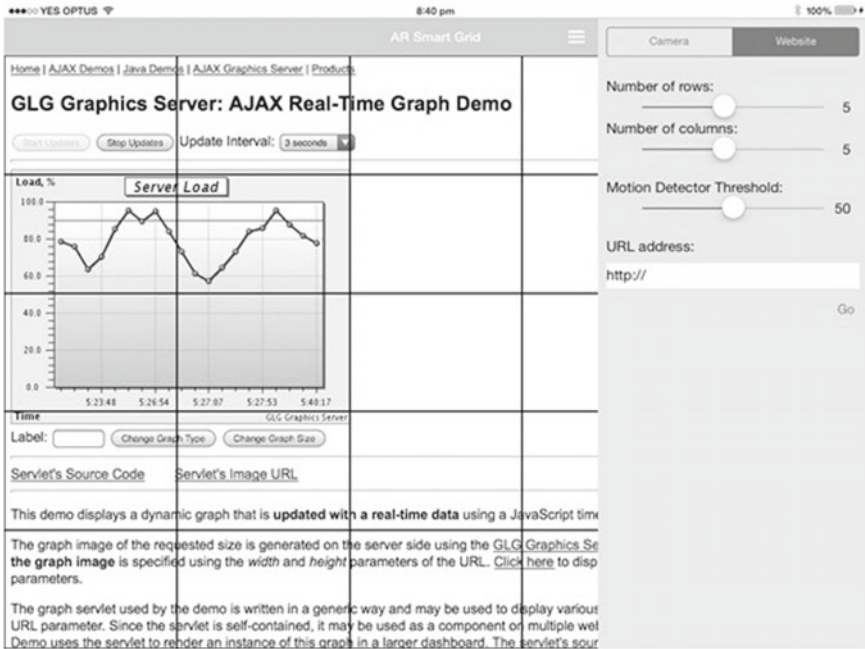 YES OPTUS 8:40 pm 100%
AR Smart Grid
Home | AJAX Demos | Java Demos | AJAX Graphics Server | Products
GLG Graphics Server: AJAX Real-Time Graph Demo
Start Updates Stop Updates Update Interval: 3 seconds
Load, % Server Load
100.0
80.0
60.0
40.0
20.0
0.0
5:23:48 5:26:54 5:27:07 5:27:53 5:40:17
Time GLG Graphics Server
Label: Change Graph Type Change Graph Size
Servlet's Source Code Servlet's Image URL
This demo displays a dynamic graph that is updated with a real-time data using a JavaScript time
The graph image of the requested size is generated on the server side using the GLG Graphics Se
the graph image is specified using the width and height parameters of the URL. Click here to disp
parameters.
The graph servlet used by the demo is written in a generic way and may be used to display various
URL parameter. Since the servlet is self-contained, it may be used as a component on multiple wel
Demo uses the servlet to render an instance of this graph in a larger dashboard. The servlet's sour
Camera Website
Number of rows:
5
Number of columns:
5
Motion Detector Threshold:
50
URL address:
http://
Go